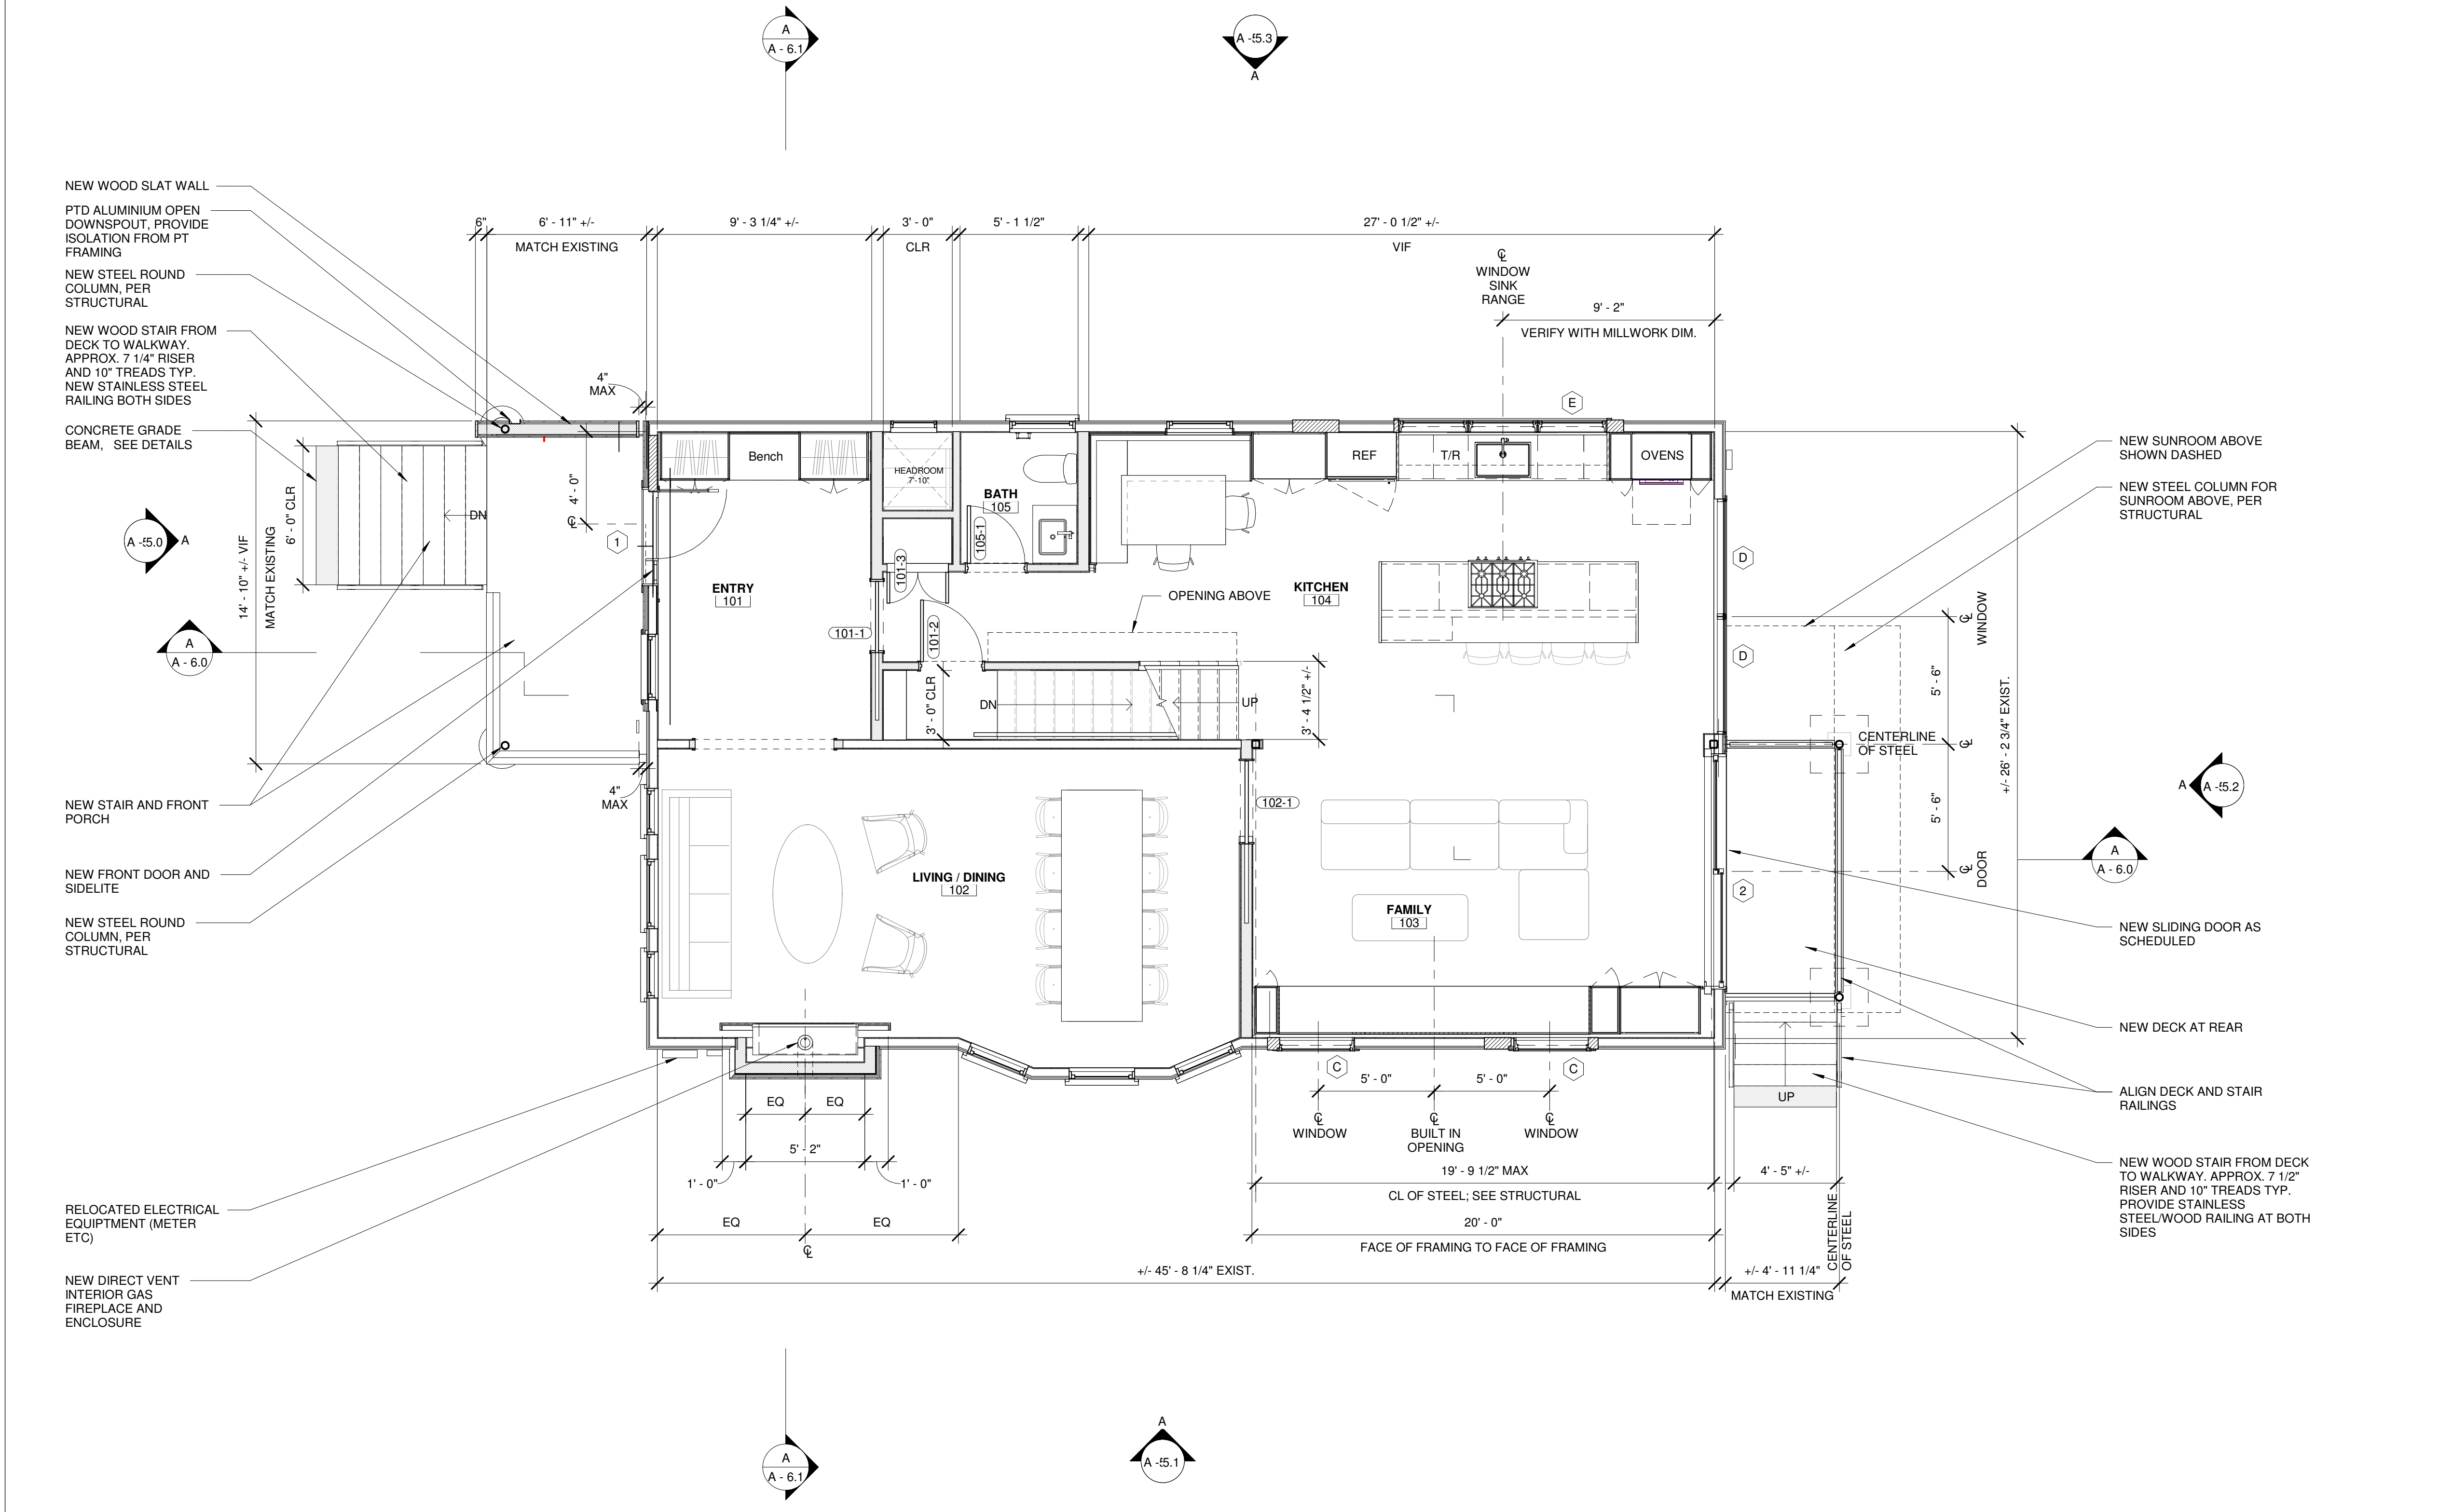 A
A - 6.1
A
NEW WOOD SLAT WALL
PTD ALUMINIUM OPEN
DOWNSPOUT, PROVIDE
ISOLATION FROM PT
FRAMING
NEW STEEL ROUND
COLUMN, PER
STRUCTURAL
NEW WOOD STAIR FROM
DECK TO WALKWAY.
APPROX. 7 1/4" RISER
AND 10" TREADS TYP.
NEW STAINLESS STEEL
RAILING BOTH SIDES
CONCRETE GRADE
BEAM, SEE DETAILS
6"
6' - 11" +/-
MATCH EXISTING
9' - 3 1/4" +/-
3' - 0"
CLR
5' - 1 1/2"
27' - 0 1/2" +/-
VIF
WINDOW
SINK
RANGE
9' - 2"
VERIFY WITH MILLWORK DIM.
4"
MAX
E
NEW SUNROOM ABOVE
SHOWN DASHED
NEW STEEL COLUMN FOR
SUNROOM ABOVE, PER
STRUCTURAL
Bench
HEADROOM
7'-10"
BATH
105
105-1
REF
T/R
OVENS
6' - 0" CLR
14' - 10" +/- VIF
MATCH EXISTING
DN
4' - 0"
1
A
D
ENTRY
101
101-3
101-1
101-2
OPENING ABOVE
KITCHEN
104
D
WINDOW
5' - 6"
A
A - 6.0
DN
3' - 0" CLR
UP
3' - 4 1/2" +/-
CENTERLINE
OF STEEL
+/- 26' - 2 3/4" EXIST.
5' - 6"
DOOR
A
4"
MAX
102-1
NEW STAIR AND FRONT
PORCH
NEW FRONT DOOR AND
SIDELITE
NEW STEEL ROUND
COLUMN, PER
STRUCTURAL
LIVING / DINING
102
FAMILY
103
2
A
A - 6.0
NEW SLIDING DOOR AS
SCHEDULED
NEW DECK AT REAR
ALIGN DECK AND STAIR
RAILINGS
NEW WOOD STAIR FROM DECK
TO WALKWAY. APPROX. 7 1/2"
RISER AND 10" TREADS TYP.
PROVIDE STAINLESS
STEEL/WOOD RAILING AT BOTH
SIDES
C
C
UP
5' - 0"
5' - 0"
WINDOW
BUILT IN
OPENING
WINDOW
EQ
EQ
5' - 2"
1' - 0"
1' - 0"
EQ
EQ
19' - 9 1/2" MAX
CL OF STEEL; SEE STRUCTURAL
20' - 0"
FACE OF FRAMING TO FACE OF FRAMING
+/- 45' - 8 1/4" EXIST.
4' - 5" +/-
CENTERLINE
OF STEEL
+/- 4' - 11 1/4"
MATCH EXISTING
RELOCATED ELECTRICAL
EQUIPTMENT (METER
ETC)
NEW DIRECT VENT
INTERIOR GAS
FIREPLACE AND
ENCLOSURE
A
A - 6.1
A